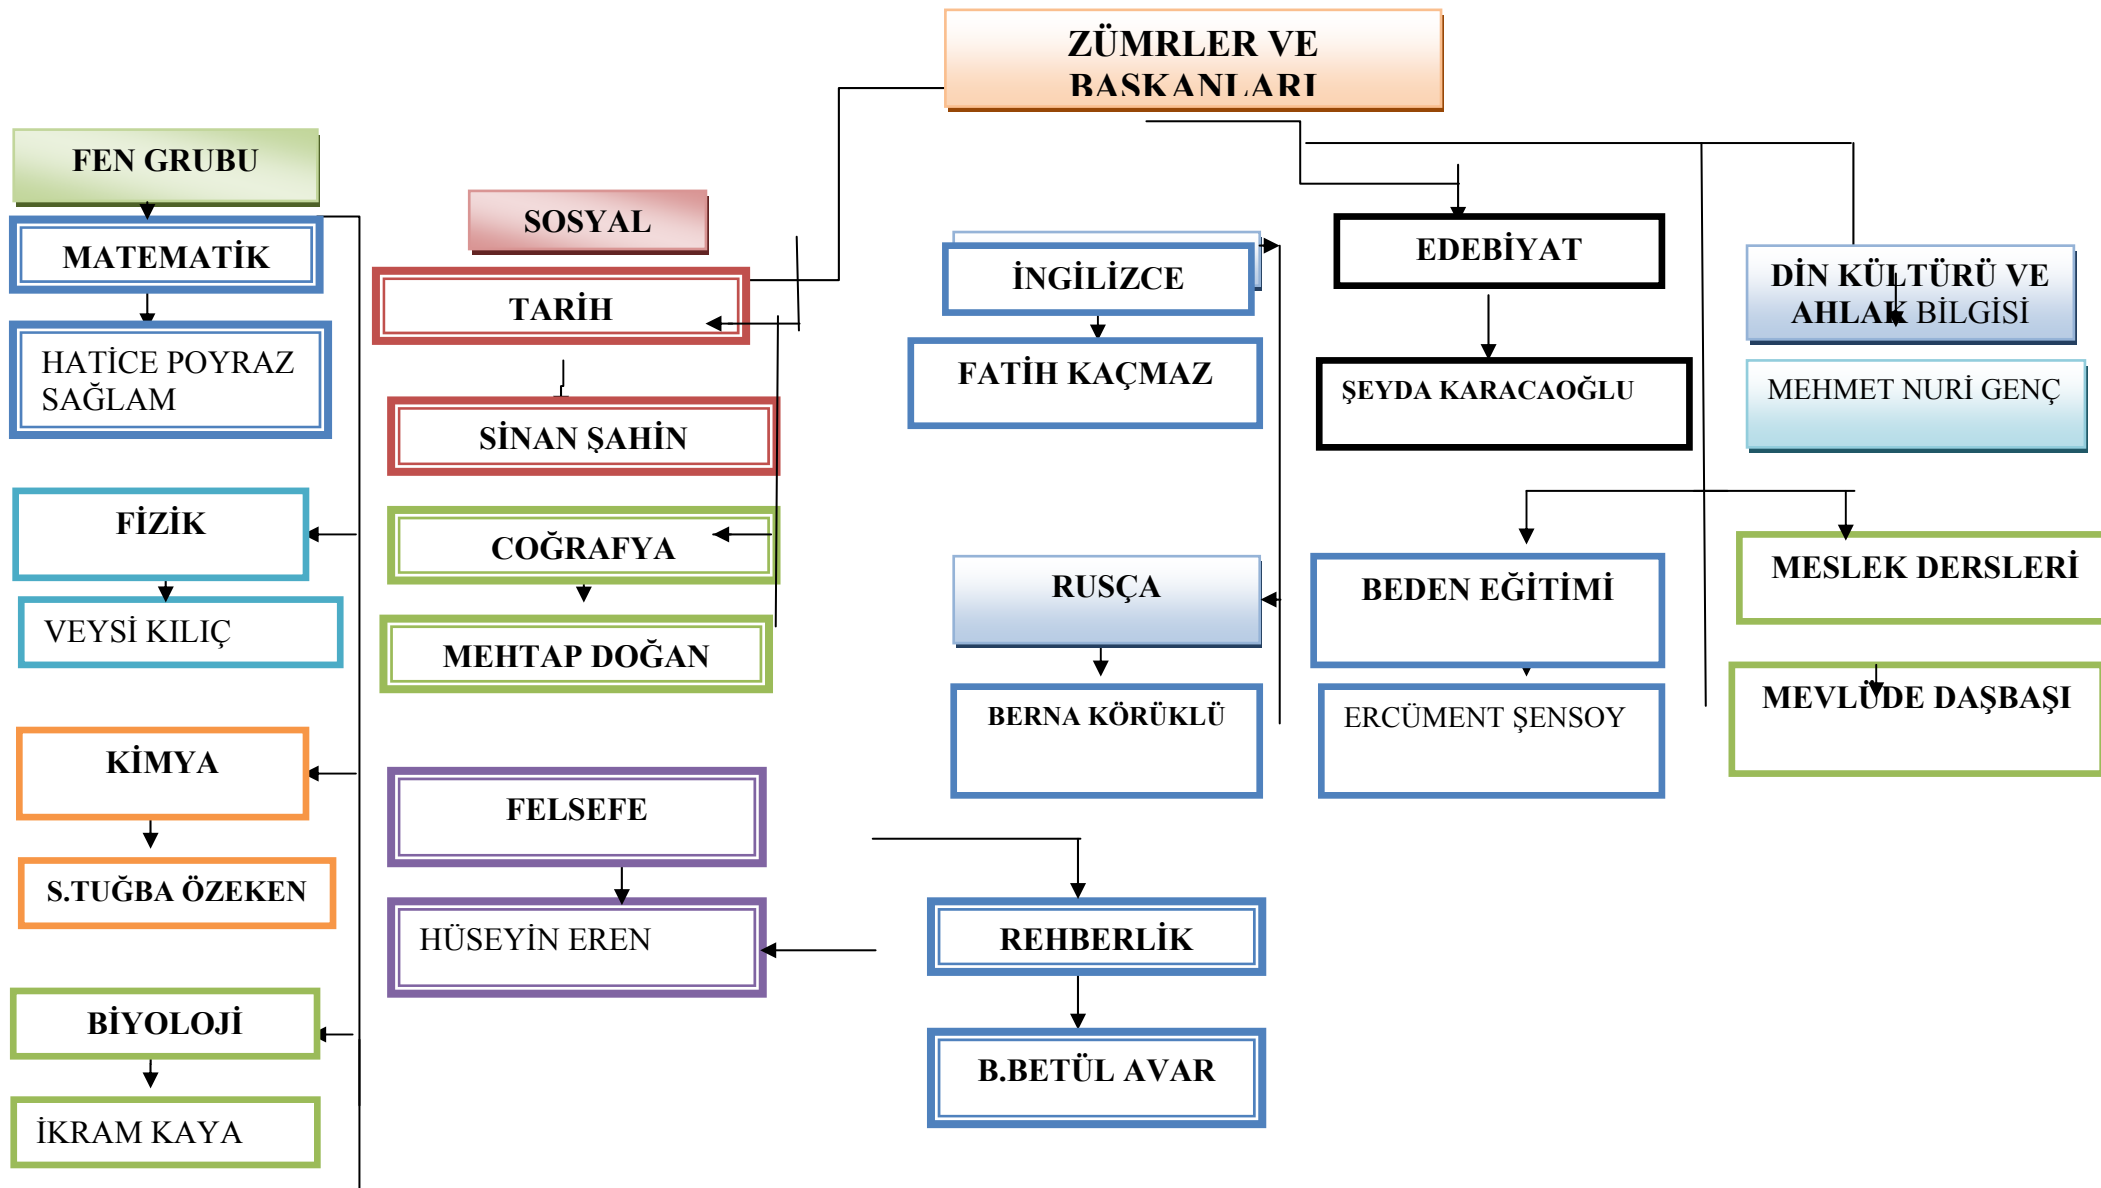 ZÜMRLER VE
BAŞKANLARI
FEN GRUBU
MATEMATİK
HATİCE POYRAZ
SAĞLAM
FİZİK
VEYSİ KILIÇ
KİMYA
S.TUĞBA ÖZEKEN
BİYOLOJİ
İKRAM KAYA
SOSYAL
TARİH
SİNAN ŞAHİN
COĞRAFYA
MEHTAP DOĞAN
FELSEFE
HÜSEYİN EREN
İNGİLİZCE
FATİH KAÇMAZ
RUSÇA
BERNA KÖRÜKLÜ
REHBERLİK
B.BETÜL AVAR
EDEBİYAT
ŞEYDA KARACAOĞLU
BEDEN EĞİTİMİ
ERCÜMENT ŞENSOY
DİN KÜLTÜRÜ VE
AHLAK BİLGİSİ
MEHMET NURİ GENÇ
MESLEK DERSLERİ
MEVLÜDE DAŞBAŞI